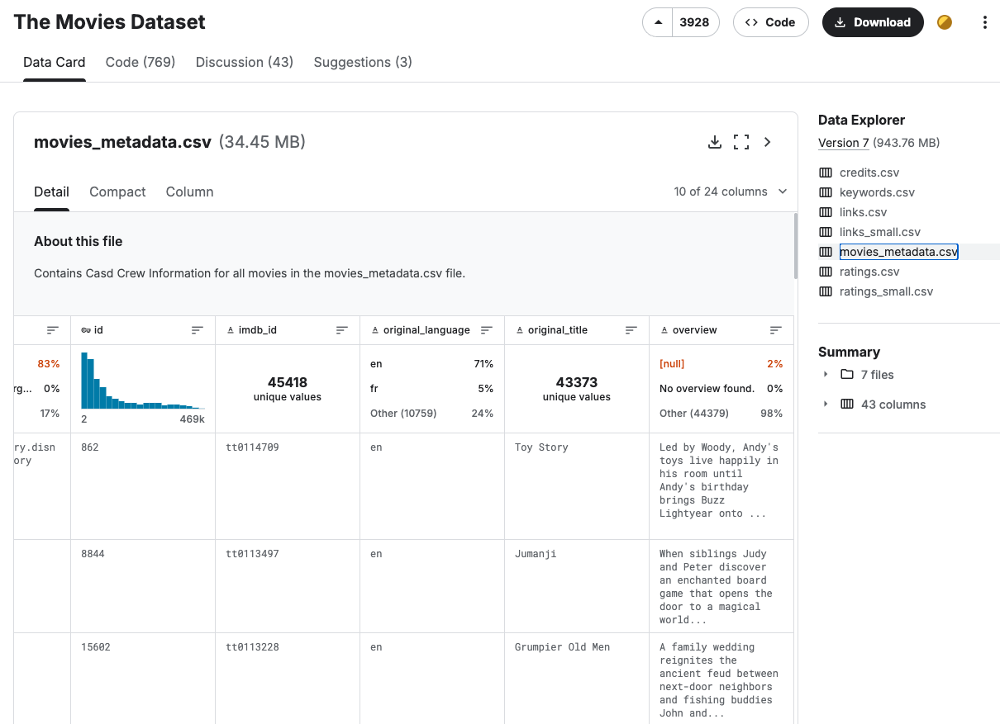 The Movies Dataset
3928
Code
Download
Data Card
Code (769)
Discussion (43)
Suggestions (3)
movies_metadata.csv (34.45 MB)
Detail
Compact
Column
10 of 24 columns
About this file
Contains Casd Crew Information for all movies in the movies_metadata.csv file.
id
imdb_id
original_language
original_title
overview
83%
rg... 0%
17%
2 469k
45418
unique values
en 71%
fr 5%
Other (10759) 24%
43373
unique values
[null] 2%
No overview found. 0%
Other (44379) 98%
ry.disn
ory
862
tt0114709
en
Toy Story
Led by Woody, Andy's
toys live happily in
his room until
Andy's birthday
brings Buzz
Lightyear onto ...
8844
tt0113497
en
Jumanji
When siblings Judy
and Peter discover
an enchanted board
game that opens the
door to a magical
world...
15602
tt0113228
en
Grumpier Old Men
A family wedding
reignites the
ancient feud between
next-door neighbors
and fishing buddies
John and...
Data Explorer
Version 7 (943.76 MB)
credits.csv
keywords.csv
links.csv
links_small.csv
movies_metadata.csv
ratings.csv
ratings_small.csv
Summary
7 files
43 columns